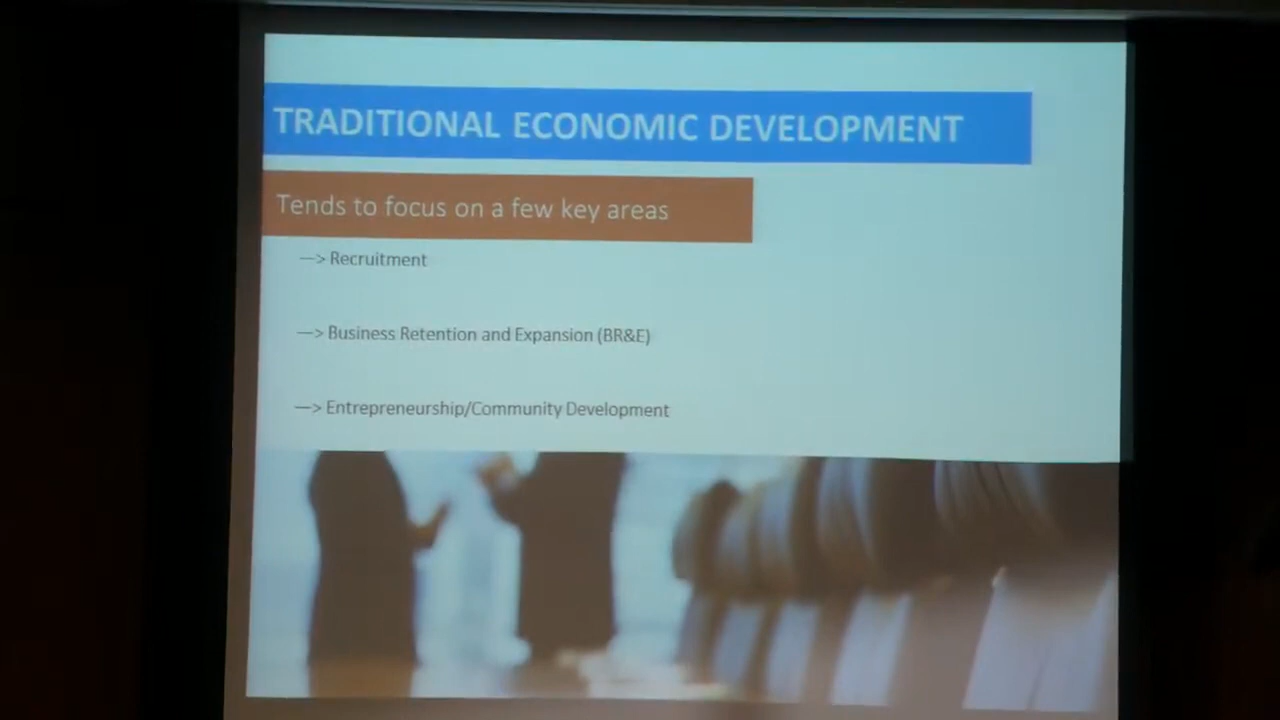 TRADITIONAL ECONOMIC DEVELOPMENT
Tends to focus on a few key areas
—> Recruitment
—> Business Retention and Expansion (BR&E)
—> Entrepreneurship/Community Development